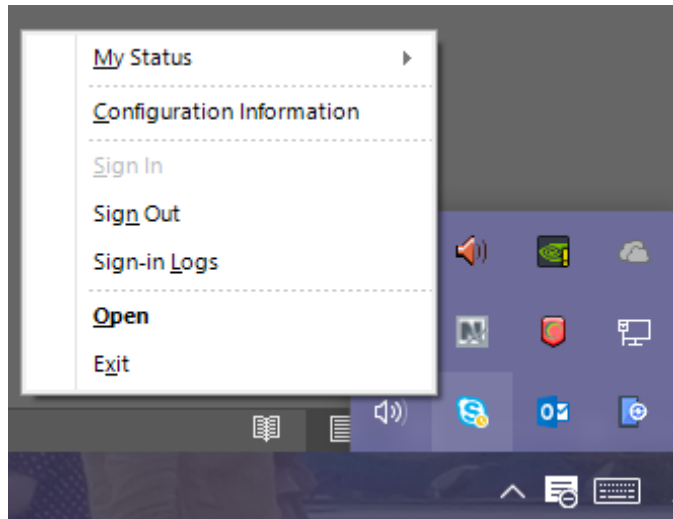 My Status
Configuration Information
Sign In
Sign Out
Sign-in Logs
Open
Exit